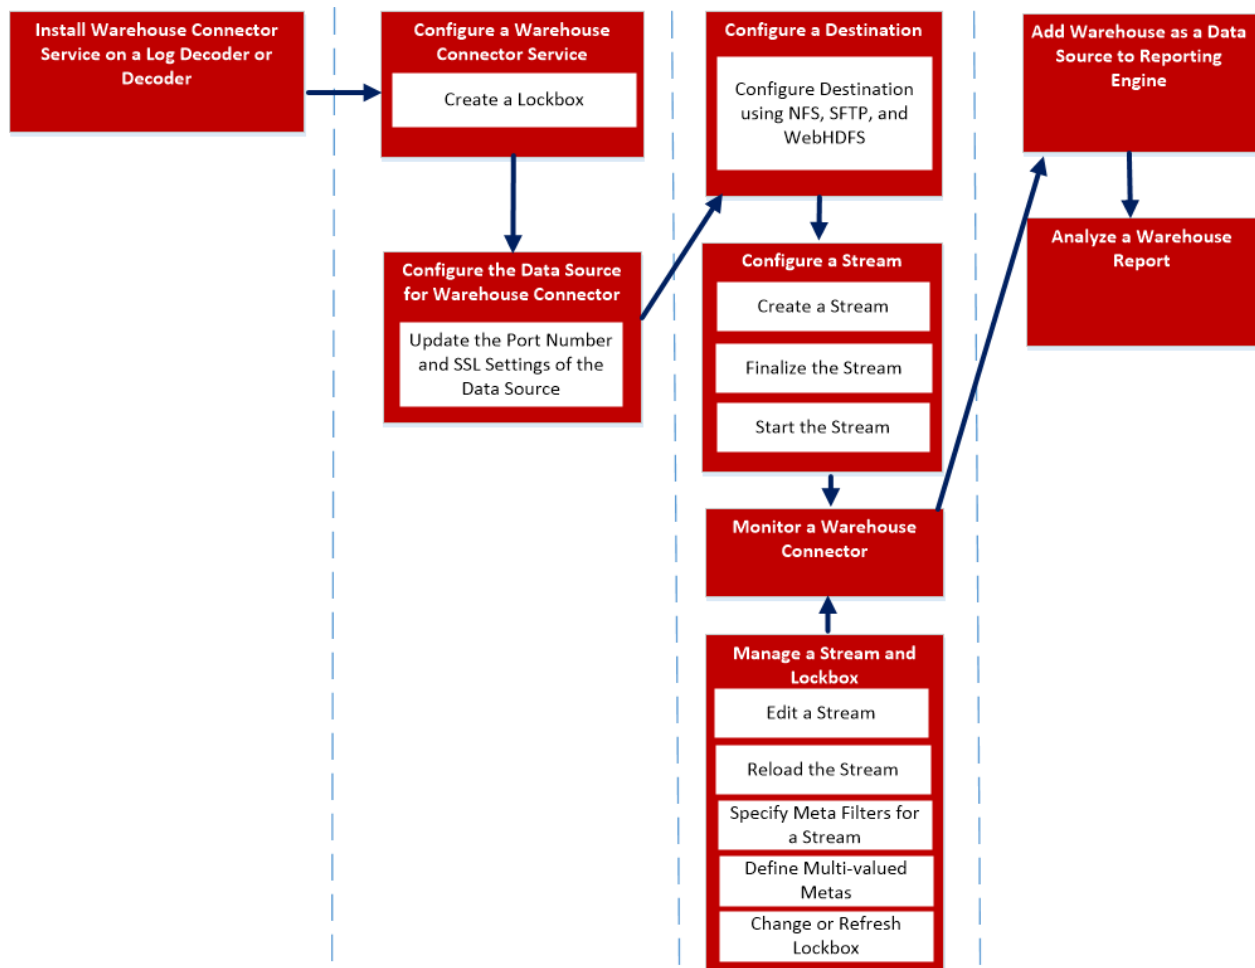 Install Warehouse Connector
Service on a Log Decoder or
Decoder
Configure a Warehouse
Connector Service
Create a Lockbox
Configure the Data Source
for Warehouse Connector
Update the Port Number
and SSL Settings of the
Data Source
Configure a Destination
Configure Destination
using NFS, SFTP, and
WebHDFS
Configure a Stream
Create a Stream
Finalize the Stream
Start the Stream
Monitor a Warehouse
Connector
Manage a Stream and
Lockbox
Edit a Stream
Reload the Stream
Specify Meta Filters for
a Stream
Define Multi-valued
Metas
Change or Refresh
Lockbox
Add Warehouse as a Data
Source to Reporting
Engine
Analyze a Warehouse
Report